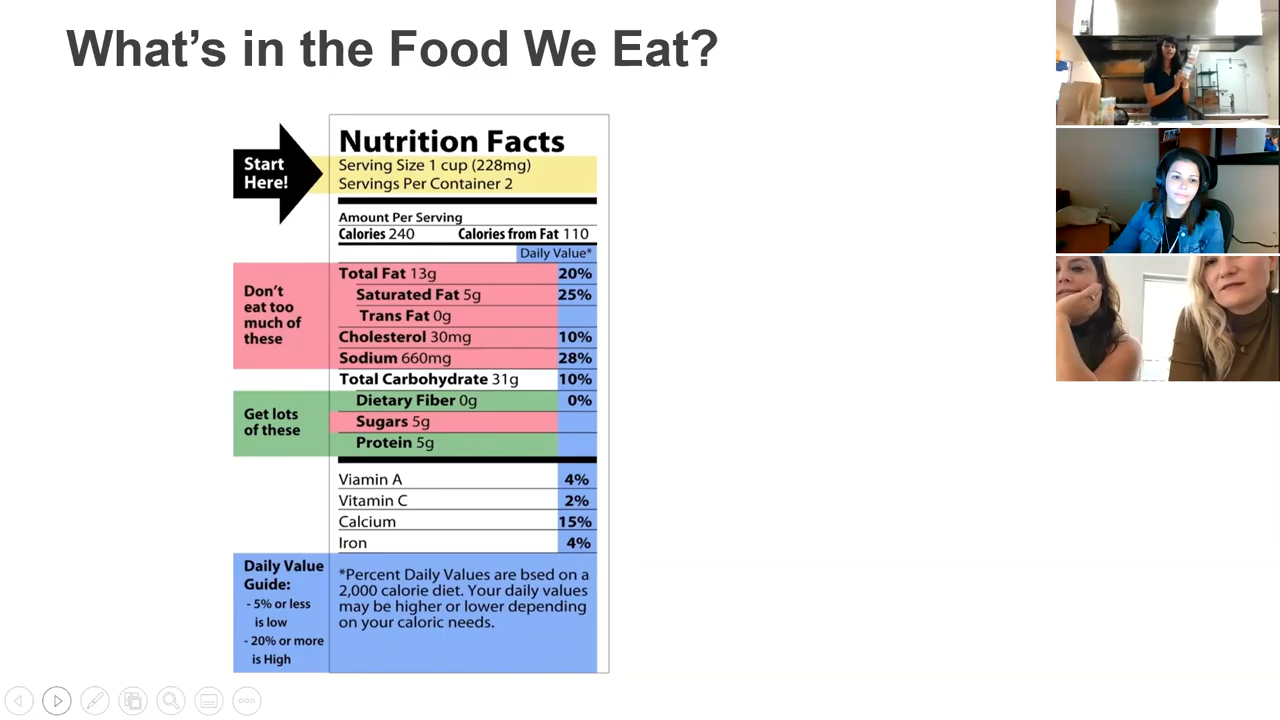 What's in the Food We Eat?
Start
Here!
Nutrition Facts
Serving Size 1 cup (228mg)
Servings Per Container 2
Amount Per Serving
Calories 240 Calories from Fat 110
Daily Value*
Don't
eat too
much of
these
Total Fat 13g 20%
Saturated Fat 5g 25%
Trans Fat 0g
Cholesterol 30mg 10%
Sodium 660mg 28%
Total Carbohydrate 31g 10%
Get lots
of these
Dietary Fiber 0g 0%
Sugars 5g
Protein 5g
Viamin A 4%
Vitamin C 2%
Calcium 15%
Iron 4%
Daily Value
Guide:
- 5% or less
is low
- 20% or more
is High
*Percent Daily Values are bsed on a
2,000 calorie diet. Your daily values
may be higher or lower depending
on your caloric needs.